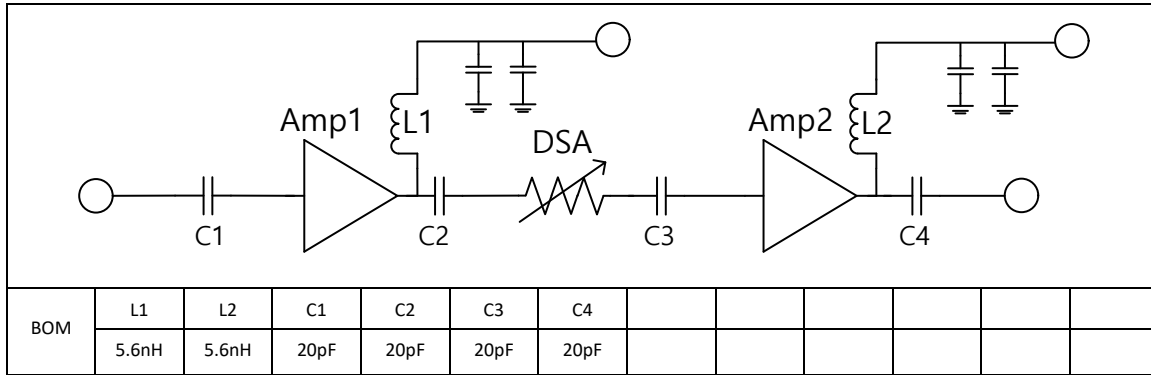 Amp1
L1
DSA
Amp2
L2
C1
C2
C3
C4
BOM
L1 L2 C1 C2 C3 C4
5.6nH 5.6nH 20pF 20pF 20pF 20pF